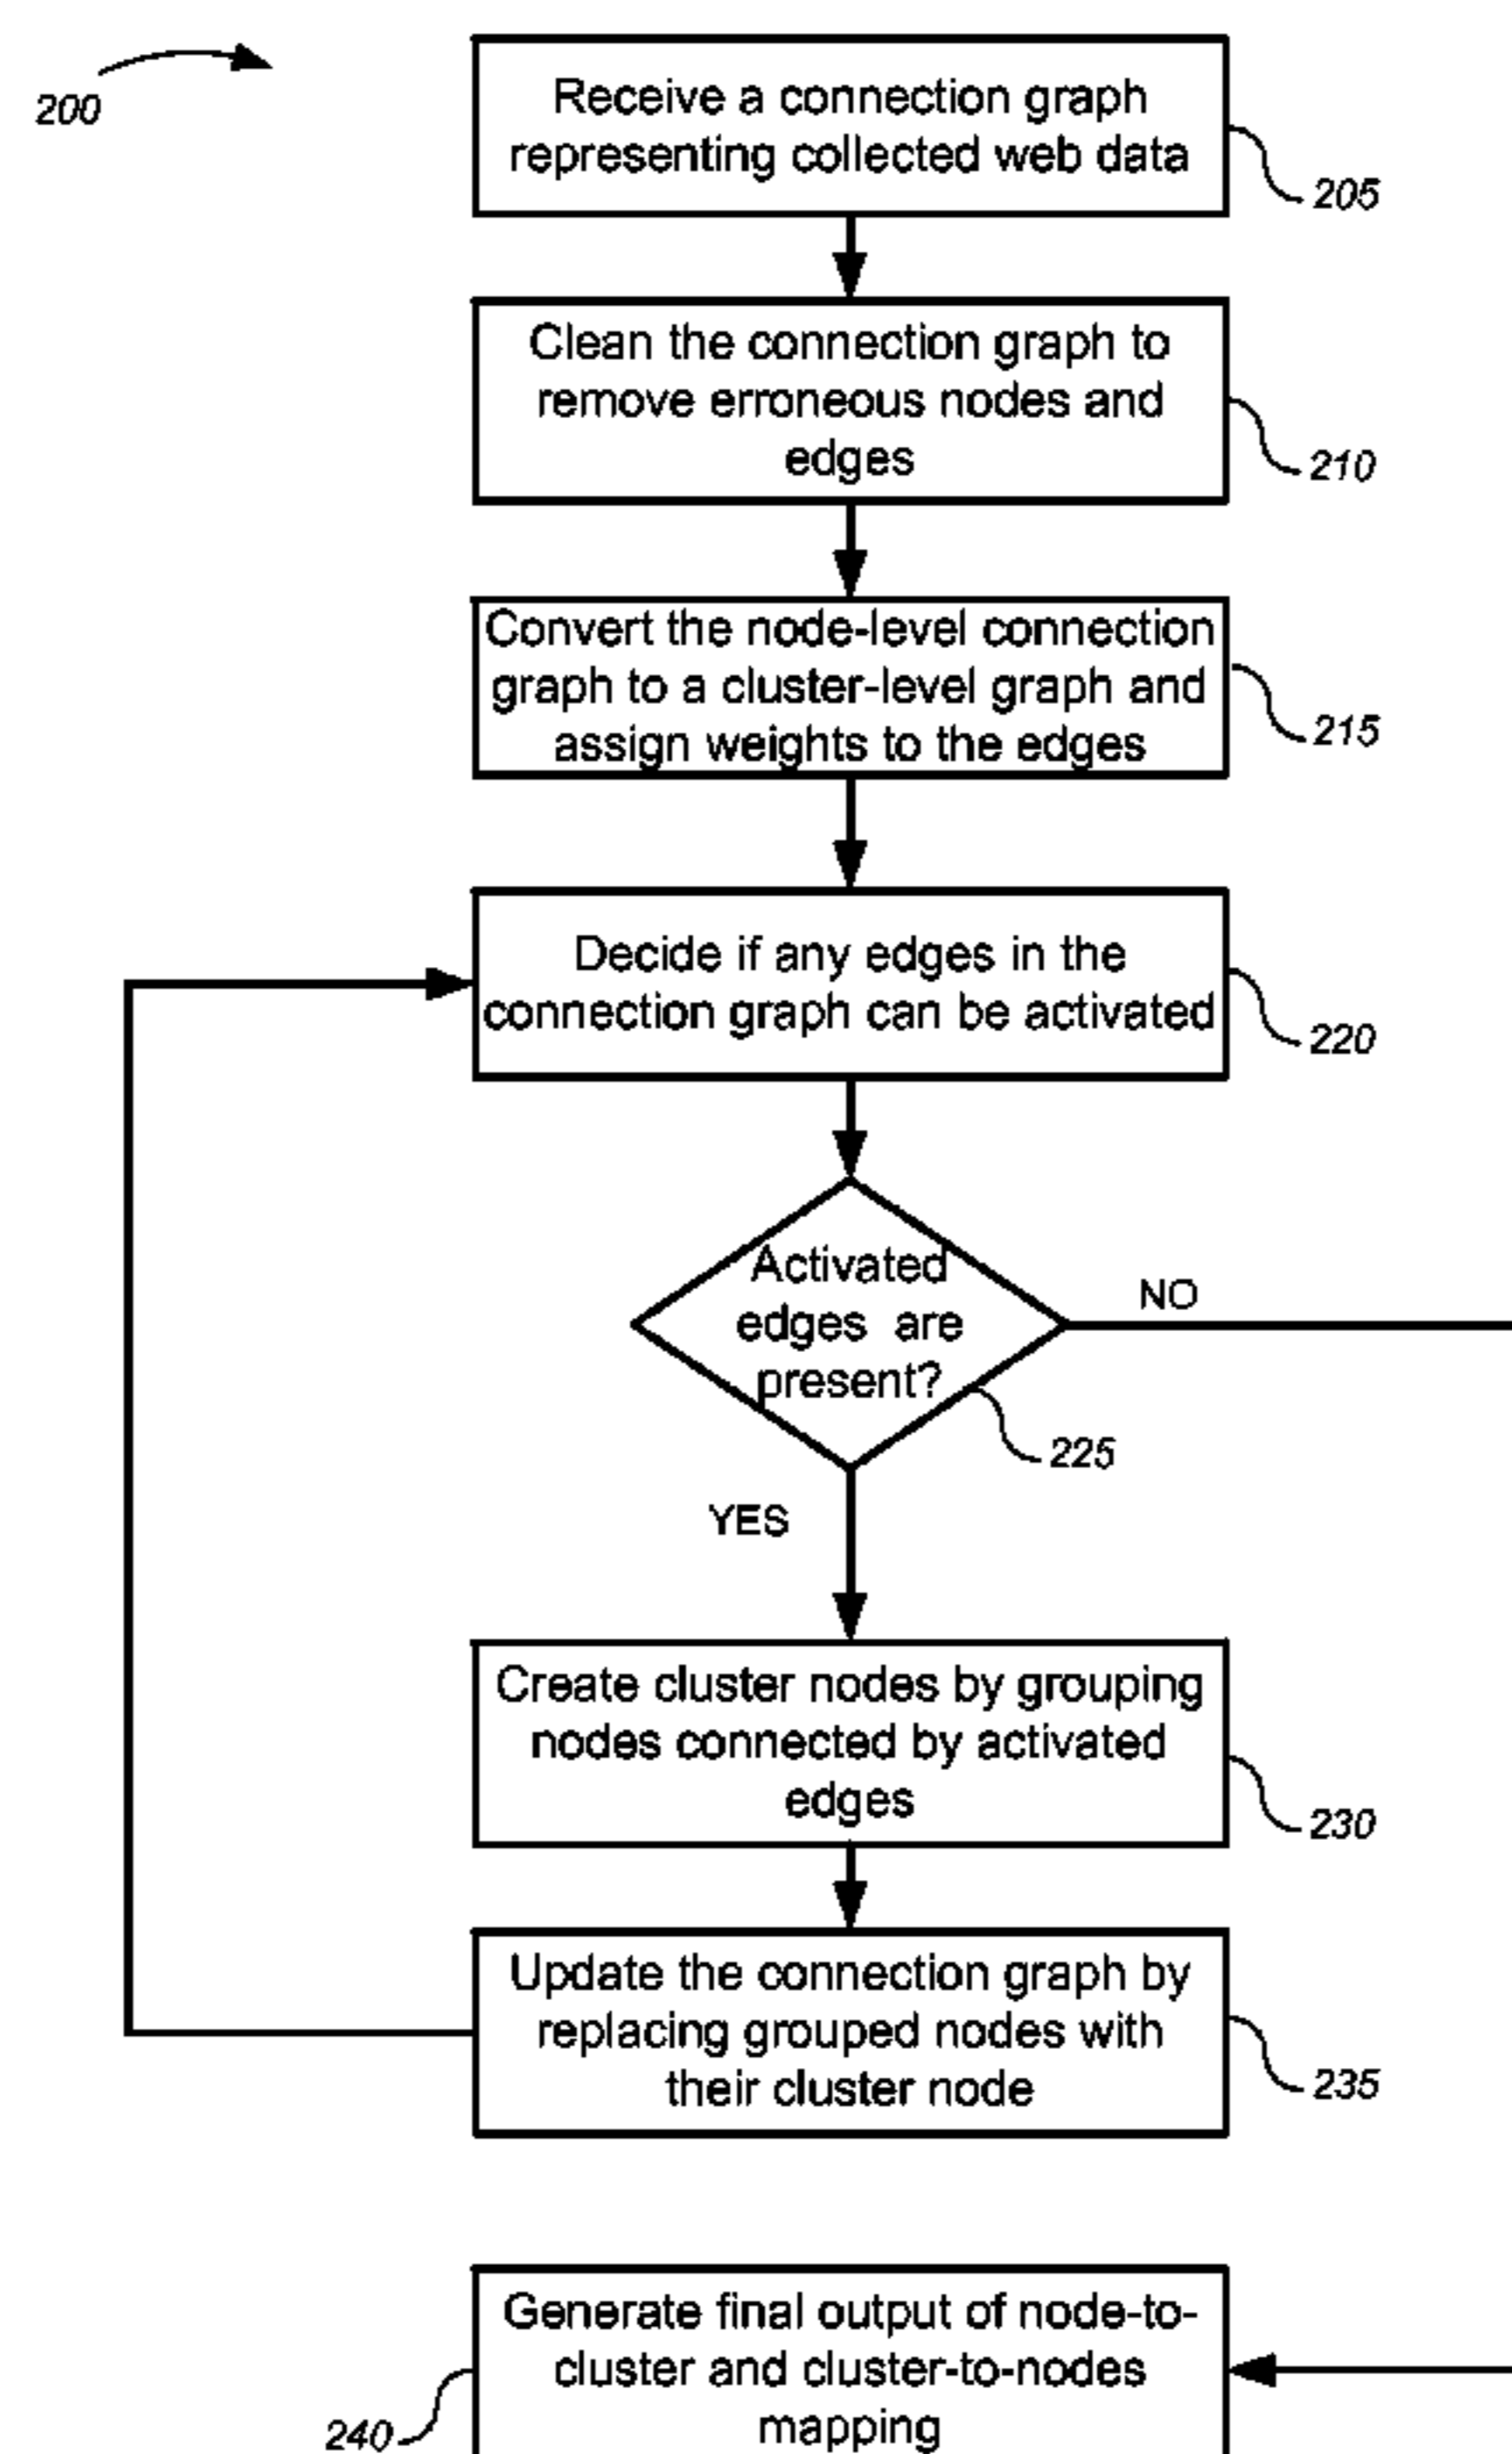 200
Receive a connection graph
representing collected web data
205
Clean the connection graph to
remove erroneous nodes and
edges
210
Convert the node-level connection
graph to a cluster-level graph and
assign weights to the edges
215
Decide if any edges in the
connection graph can be activated
220
Activated
edges are
present?
NO
225
YES
Create cluster nodes by grouping
nodes connected by activated
edges
230
Update the connection graph by
replacing grouped nodes with
their cluster node
235
Generate final output of node-to-
cluster and cluster-to-nodes
mapping
240